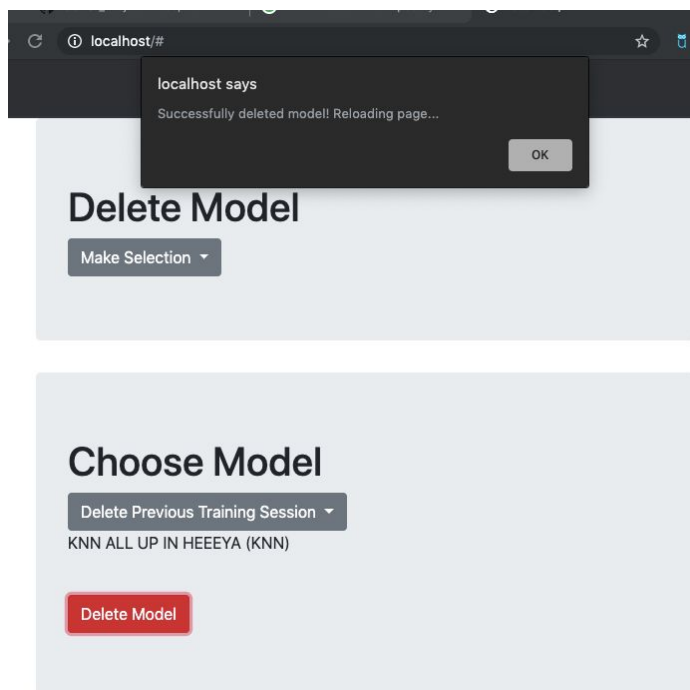 localhost/#
localhost says
Successfully deleted model! Reloading page...
OK
Delete Model
Make Selection
Choose Model
Delete Previous Training Session
KNN ALL UP IN HEEEYA (KNN)
Delete Model